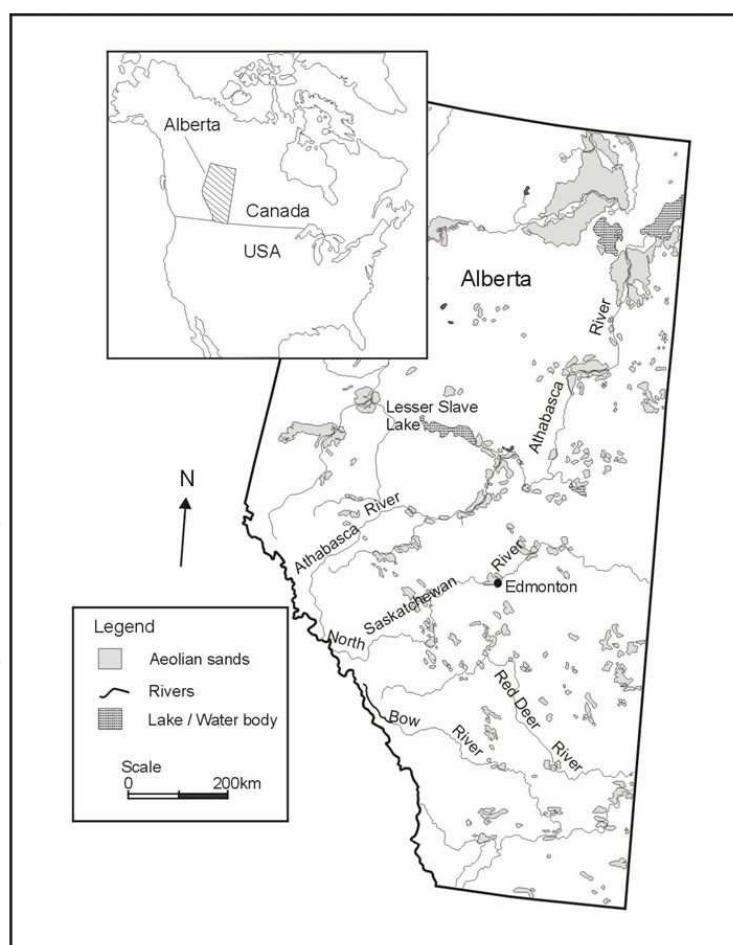 Alberta
Canada
USA
Alberta
River
Athabasca
Lesser Slave
Lake
N
Athabasca River
River
Saskatchewan
Edmonton
North
Legend
Aeolian sands
Rivers
Lake / Water body
Scale
0 200km
Red Deer
River
Bow
River